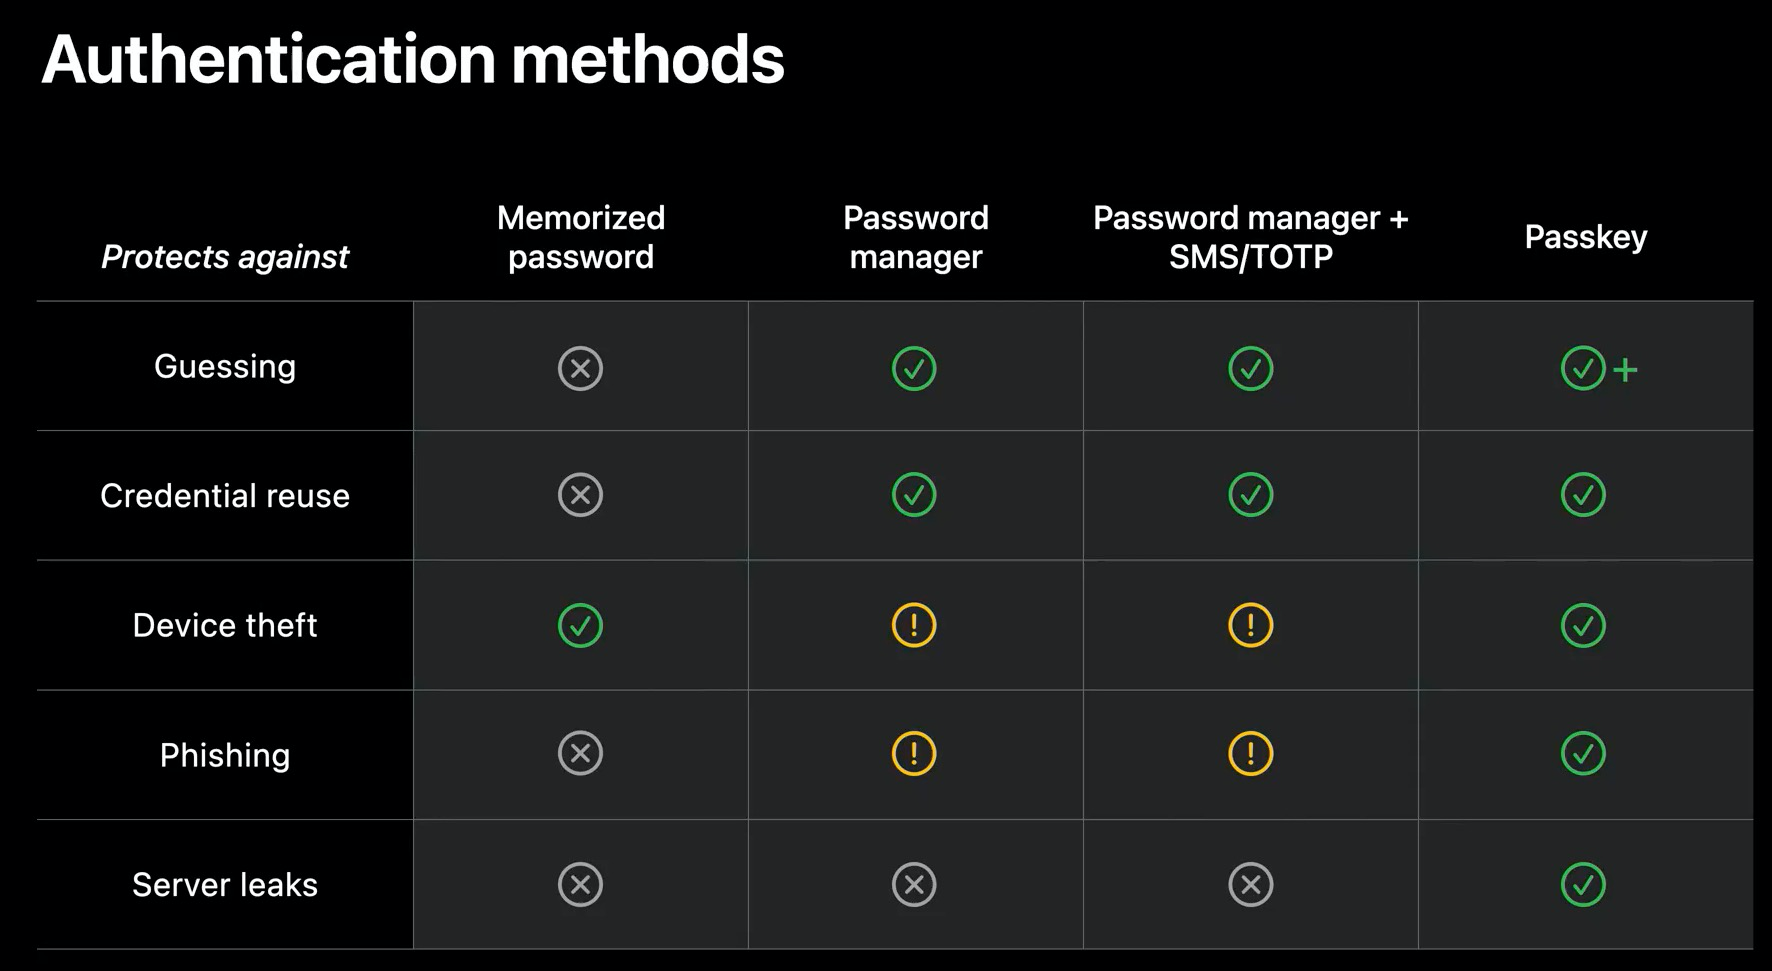 Authentication methods
Protects against
Memorized
password
Password
manager
Password manager +
SMS/TOTP
Passkey
Guessing
+
Credential reuse
Device theft
!
!
Phishing
!
!
Server leaks